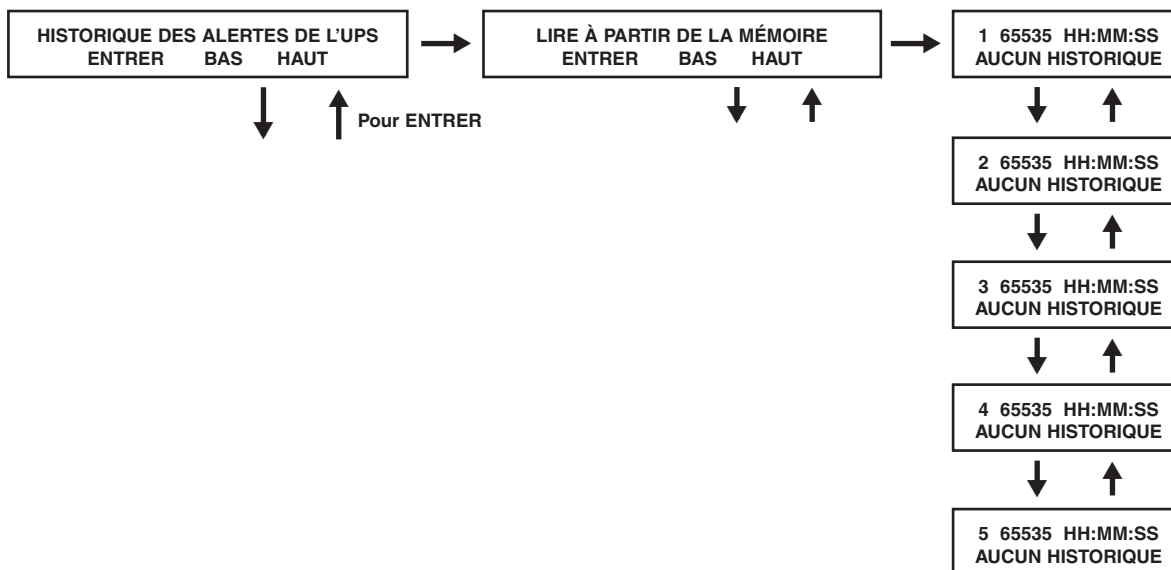 HISTORIQUE DES ALERTES DE L'UPS
ENTRER BAS HAUT
Pour ENTRER
LIRE À PARTIR DE LA MÉMOIRE
ENTRER BAS HAUT
1 65535 HH:MM:SS
AUCUN HISTORIQUE
2 65535 HH:MM:SS
AUCUN HISTORIQUE
3 65535 HH:MM:SS
AUCUN HISTORIQUE
4 65535 HH:MM:SS
AUCUN HISTORIQUE
5 65535 HH:MM:SS
AUCUN HISTORIQUE